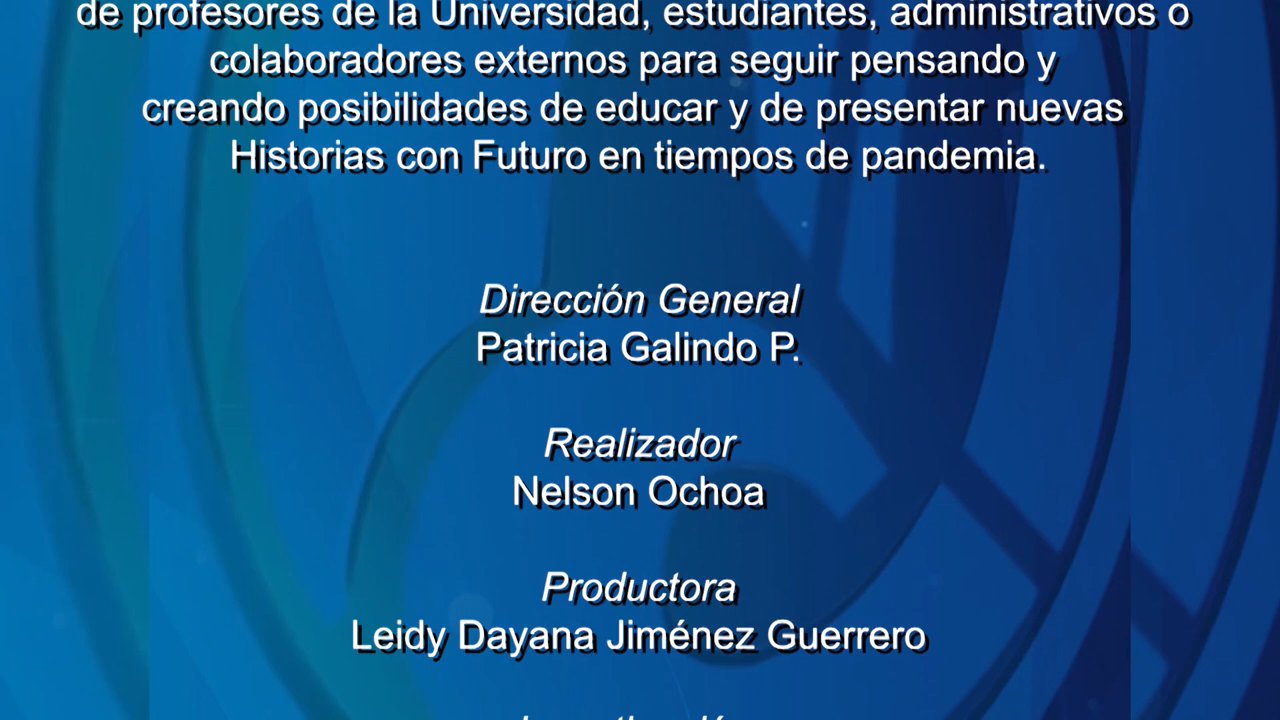 de profesores de la Universidad, estudiantes, administrativos o
colaboradores externos para seguir pensando y
creando posibilidades de educar y de presentar nuevas
Historias con Futuro en tiempos de pandemia.
Dirección General
Patricia Galindo P.
Realizador
Nelson Ochoa
Productora
Leidy Dayana Jiménez Guerrero